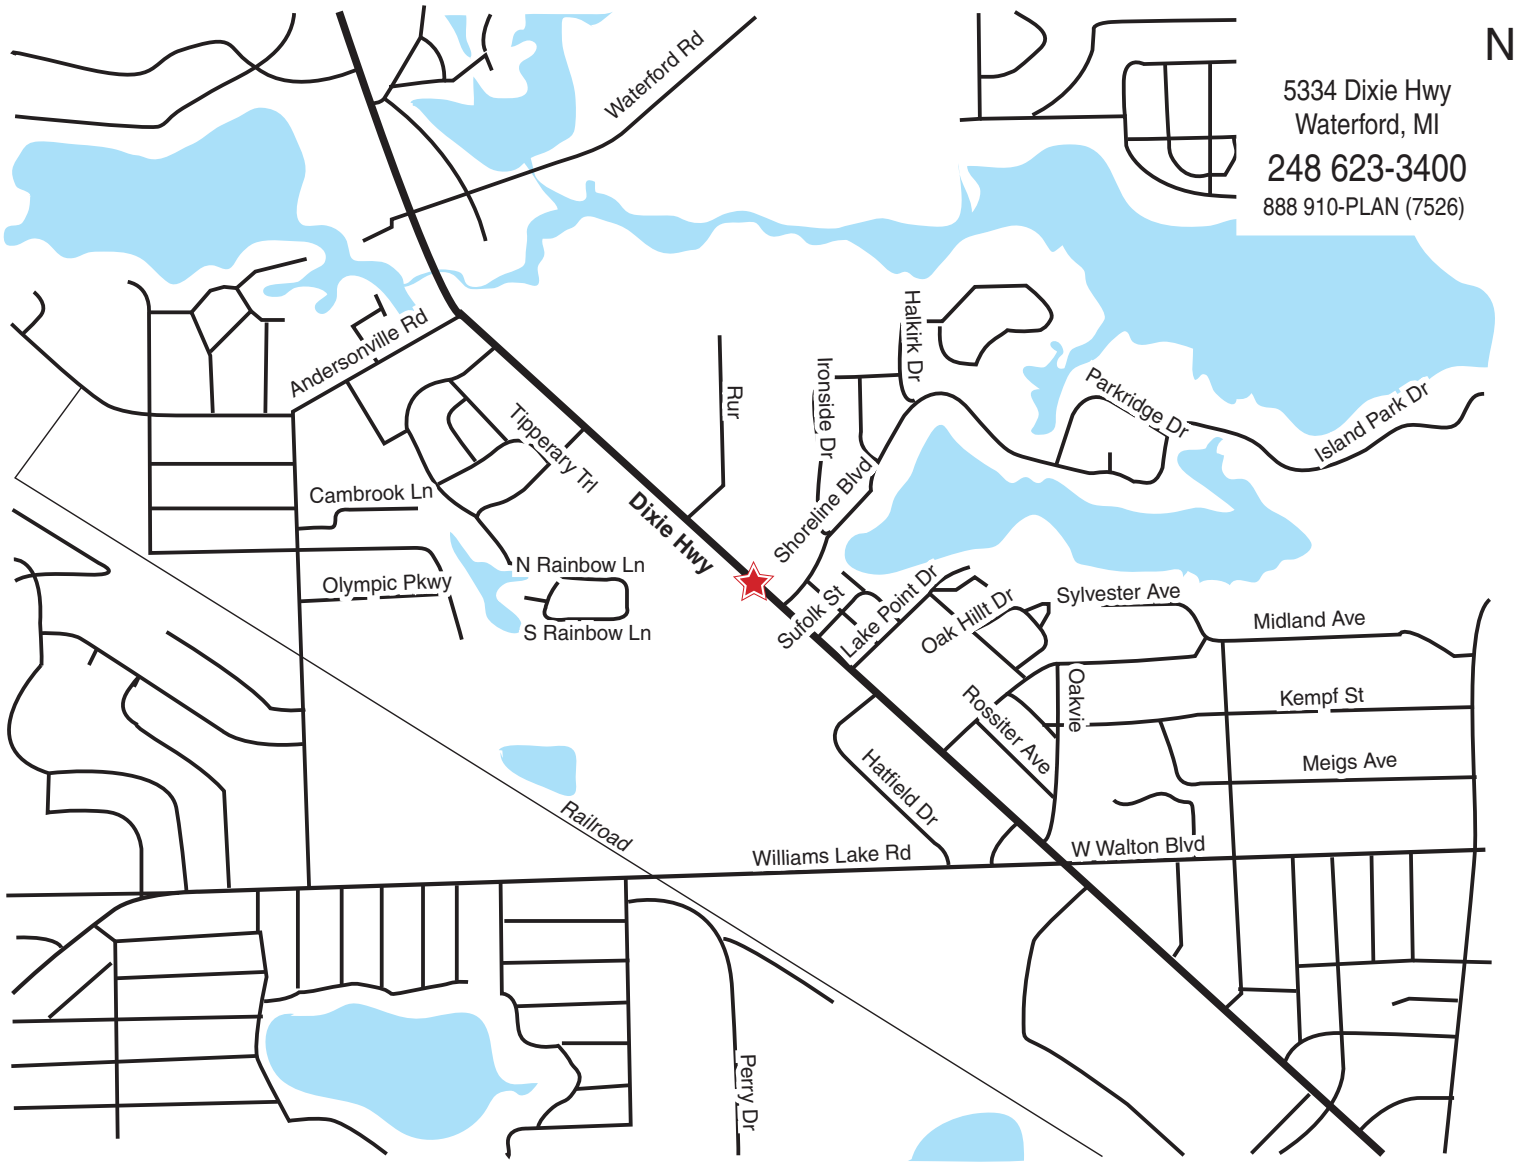 N
5334 Dixie Hwy
Waterford, MI
248 623-3400
888 910-PLAN (7526)
Waterford Rd
Andersonville Rd
Halkirk Dr
Ironside Dr
Rur
Parkridge Dr
Island Park Dr
Tipperary Trl
Cambrook Ln
Shoreline Blvd
Dixie Hwy
N Rainbow Ln
Olympic Pkwy
S Rainbow Ln
Sufolk St
Lake Point Dr
Oak Hillt Dr
Sylvester Ave
Midland Ave
Oakvie
Kempf St
Rossiter Ave
Meigs Ave
Hatfield Dr
Railroad
Williams Lake Rd
W Walton Blvd
Perry Dr